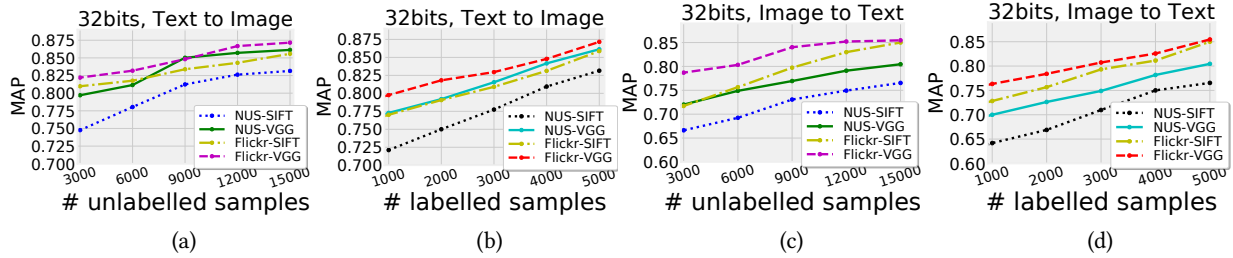 32bits, Text to Image
MAP
0.875
0.850
0.825
0.800
0.775
0.750
0.725
0.700
NUS-SIFT
NUS-VGG
Flickr-SIFT
Flickr-VGG
3000 6000 9000 12000 15000
# unlabelled samples
(a)
32bits, Text to Image
MAP
0.875
0.850
0.825
0.800
0.775
0.750
0.725
0.700
NUS-SIFT
NUS-VGG
Flickr-SIFT
Flickr-VGG
1000 2000 3000 4000 5000
# labelled samples
(b)
32bits, Image to Text
MAP
0.85
0.80
0.75
0.70
0.65
0.60
NUS-SIFT
NUS-VGG
Flickr-SIFT
Flickr-VGG
3000 6000 9000 12000 15000
# unlabelled samples
(c)
32bits, Image to Text
MAP
0.85
0.80
0.75
0.70
0.65
0.60
NUS-SIFT
NUS-VGG
Flickr-SIFT
Flickr-VGG
1000 2000 3000 4000 5000
# labelled samples
(d)